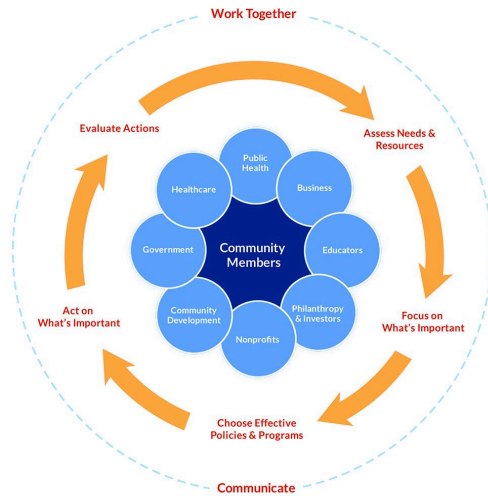 Work Together
Evaluate Actions
Assess Needs &
Resources
Focus on
What's Important
Choose Effective
Policies & Programs
Act on
What's Important
Communicate
Public
Health
Business
Educators
Philanthropy
& Investors
Nonprofits
Community
Development
Government
Healthcare
Community
Members